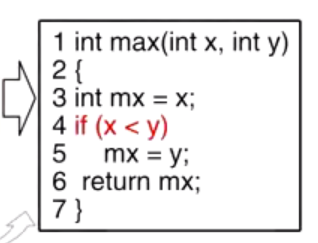 1 int max(int x, int y)
2 {
3 int mx = x;
4 if (x < y)
5 mx = y;
6 return mx;
7 }